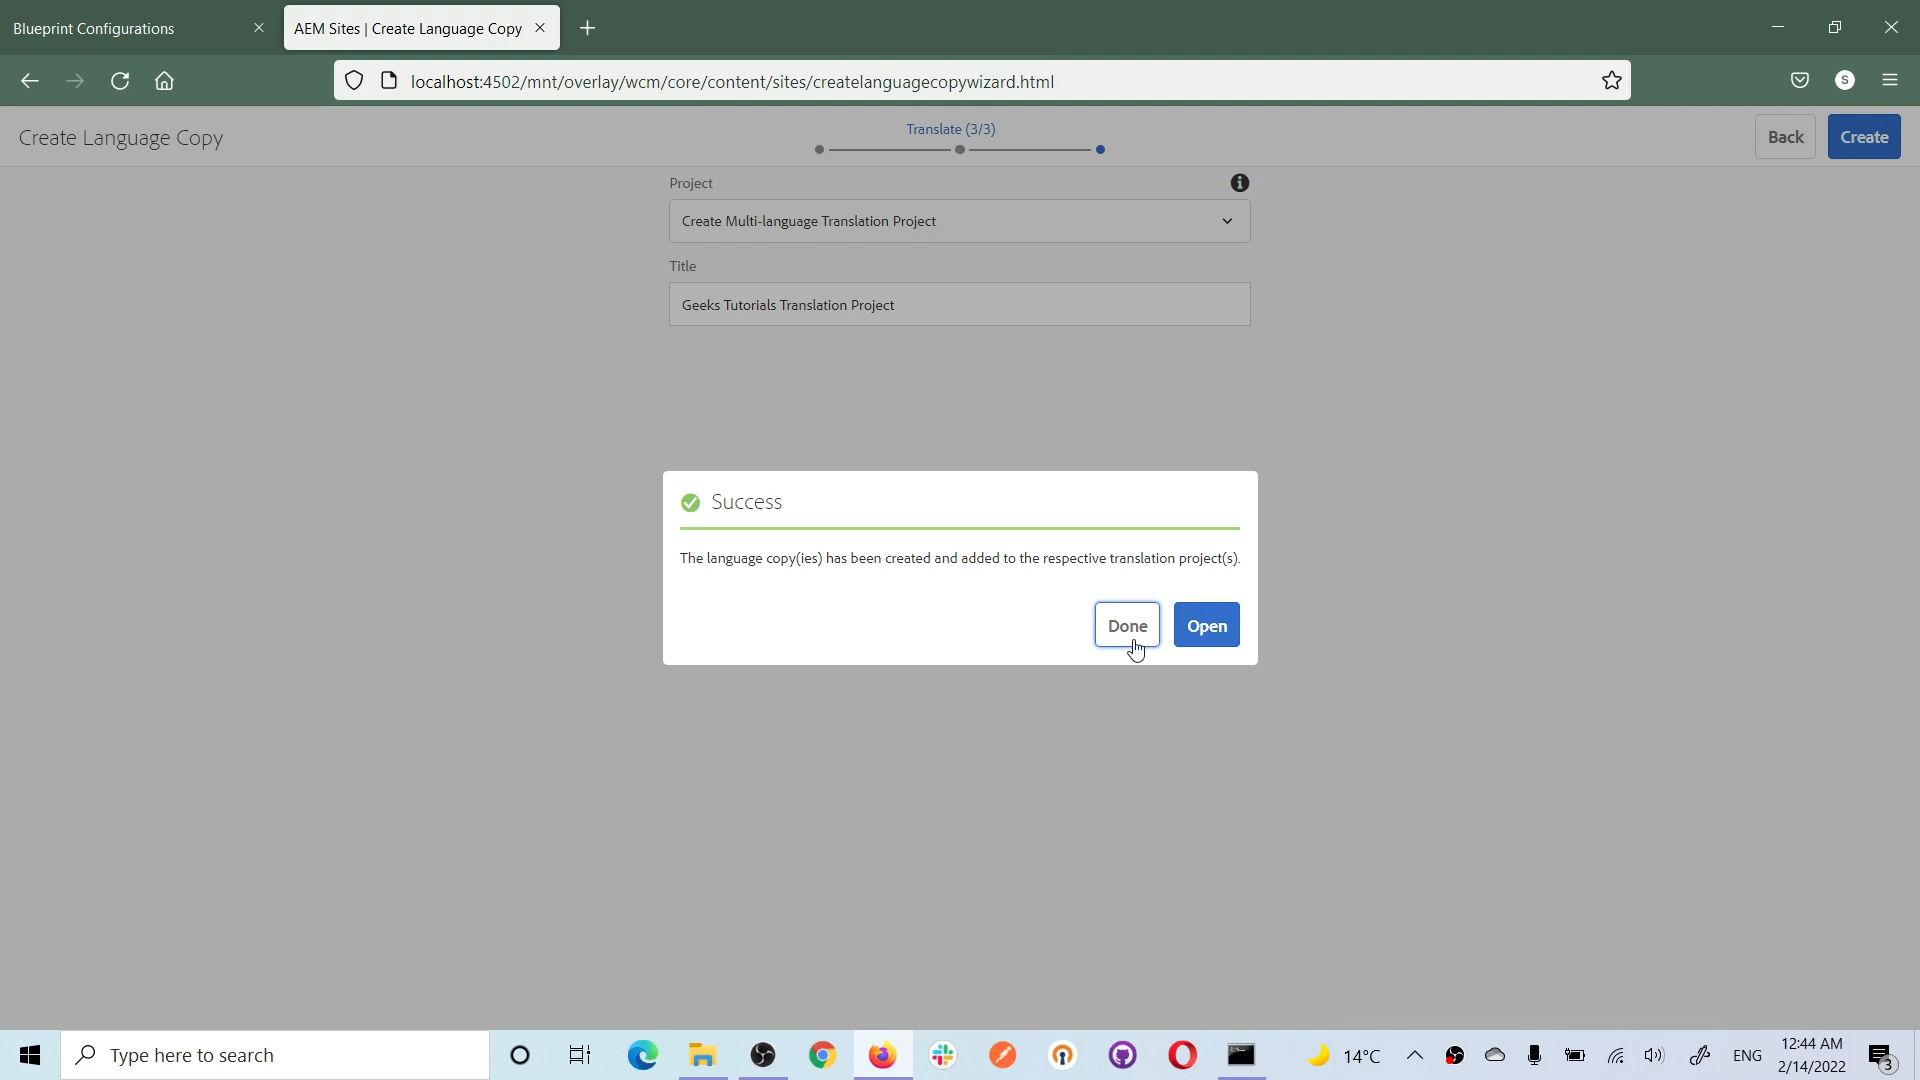 Blueprint Configurations
AEM Sites | Create Language Copy
localhost:4502/mnt/overlay/wcm/core/content/sites/createlanguagecopywizard.html
S
Create Language Copy
Translate (3/3)
Back
Create
Project
Create Multi-language Translation Project
Title
Geeks Tutorials Translation Project
Success
The language copy(ies) has been created and added to the respective translation project(s).
Done
Open
Type here to search
14°C
ENG
12:44 AM
2/14/2022
3